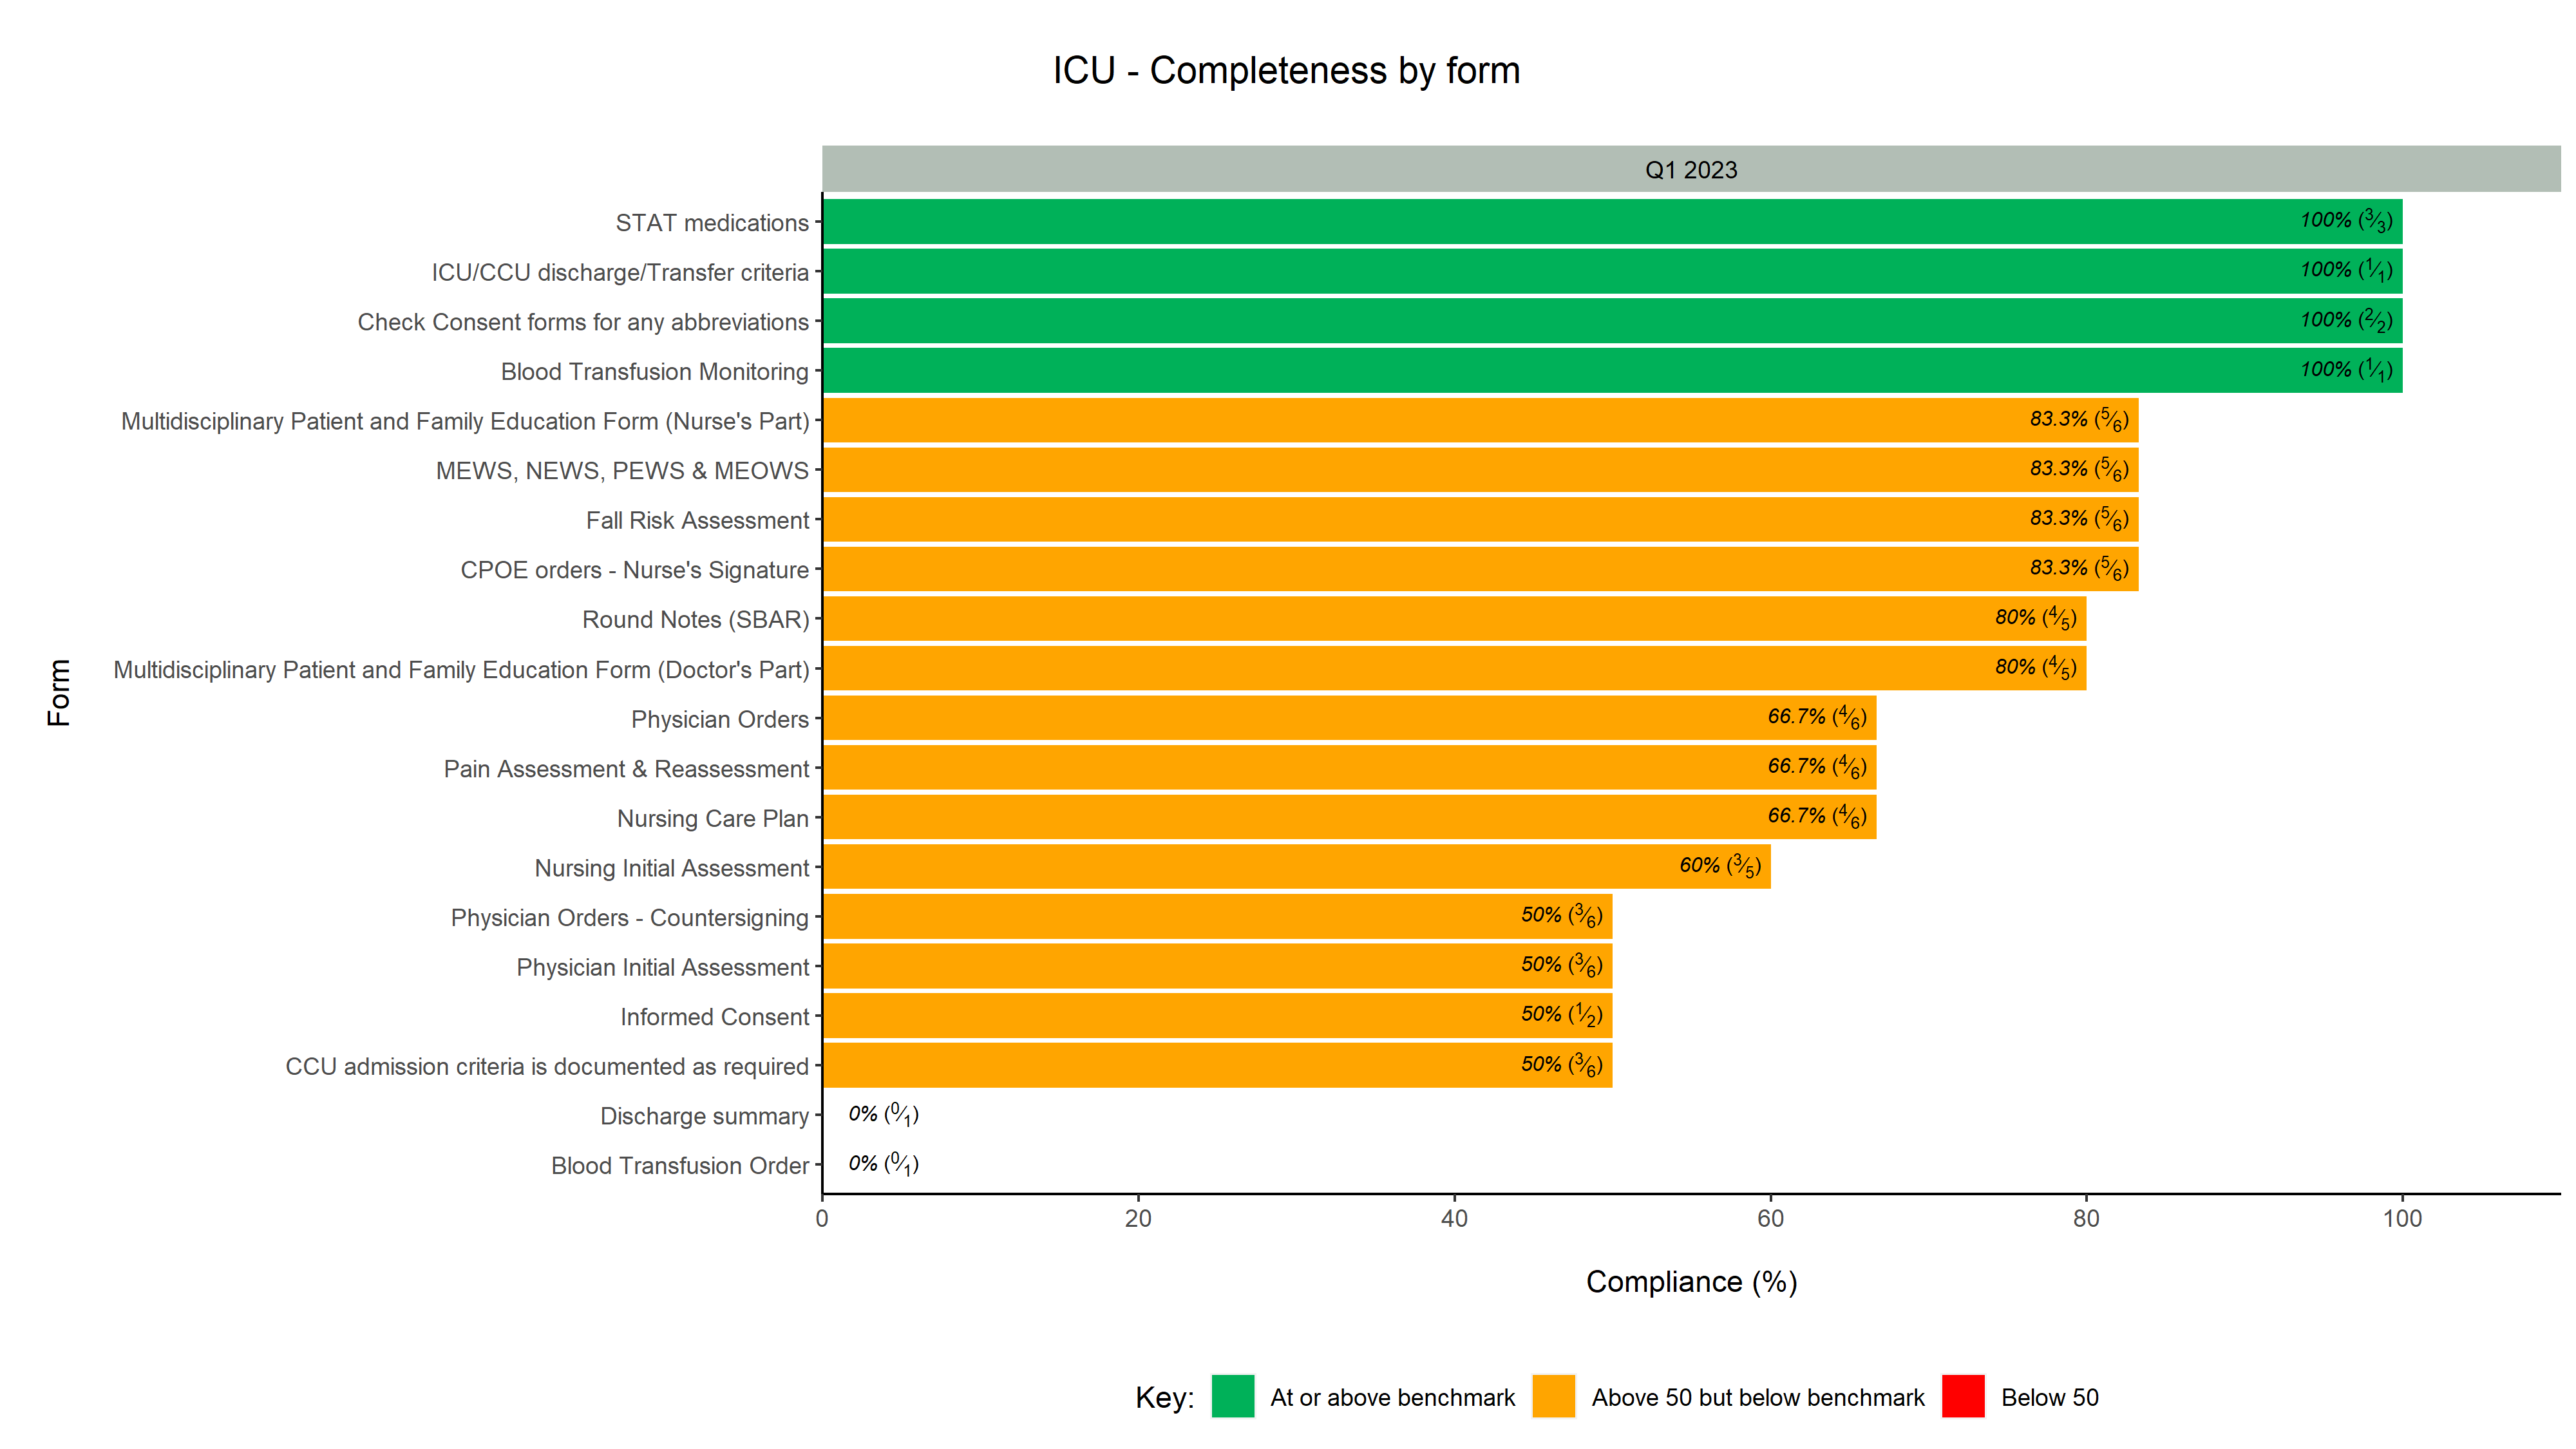 ICU - Completeness by form
Q1 2023
STAT medications 100% (3⁄3)
ICU/CCU discharge/Transfer criteria 100% (1⁄1)
Check Consent forms for any abbreviations 100% (2⁄2)
Blood Transfusion Monitoring 100% (1⁄1)
Multidisciplinary Patient and Family Education Form (Nurse's Part) 83.3% (5⁄6)
MEWS, NEWS, PEWS & MEOWS 83.3% (5⁄6)
Fall Risk Assessment 83.3% (5⁄6)
CPOE orders - Nurse's Signature 83.3% (5⁄6)
Round Notes (SBAR) 80% (4⁄5)
Multidisciplinary Patient and Family Education Form (Doctor's Part) 80% (4⁄5)
Physician Orders 66.7% (4⁄6)
Pain Assessment & Reassessment 66.7% (4⁄6)
Nursing Care Plan 66.7% (4⁄6)
Nursing Initial Assessment 60% (3⁄5)
Physician Orders - Countersigning 50% (3⁄6)
Physician Initial Assessment 50% (3⁄6)
Informed Consent 50% (1⁄2)
CCU admission criteria is documented as required 50% (3⁄6)
Discharge summary 0% (0⁄1)
Blood Transfusion Order 0% (0⁄1)
Form
0 20 40 60 80 100
Compliance (%)
Key: At or above benchmark Above 50 but below benchmark Below 50